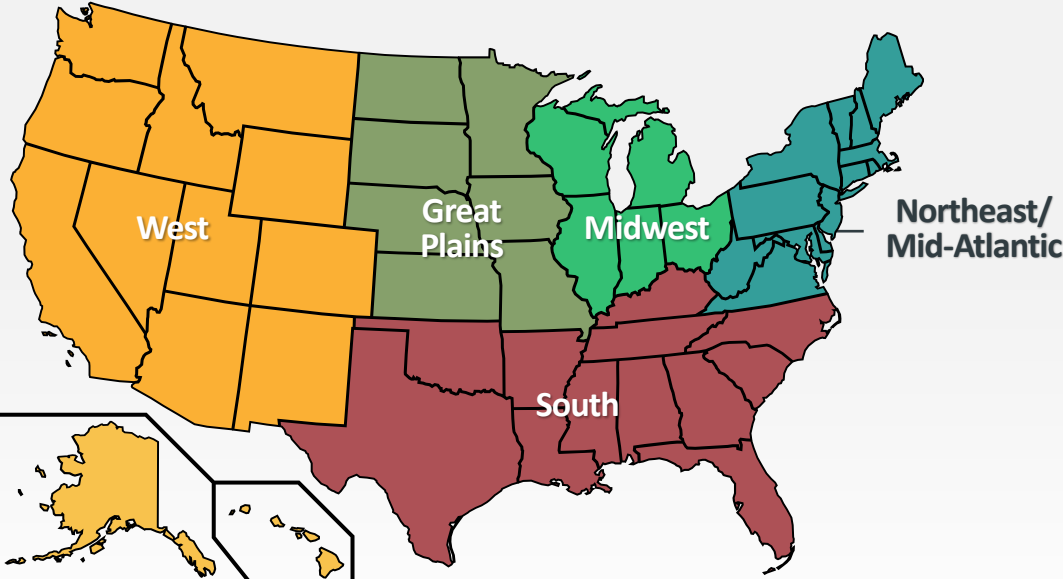 West
Great
Plains
Midwest
Northeast/
Mid-Atlantic
South